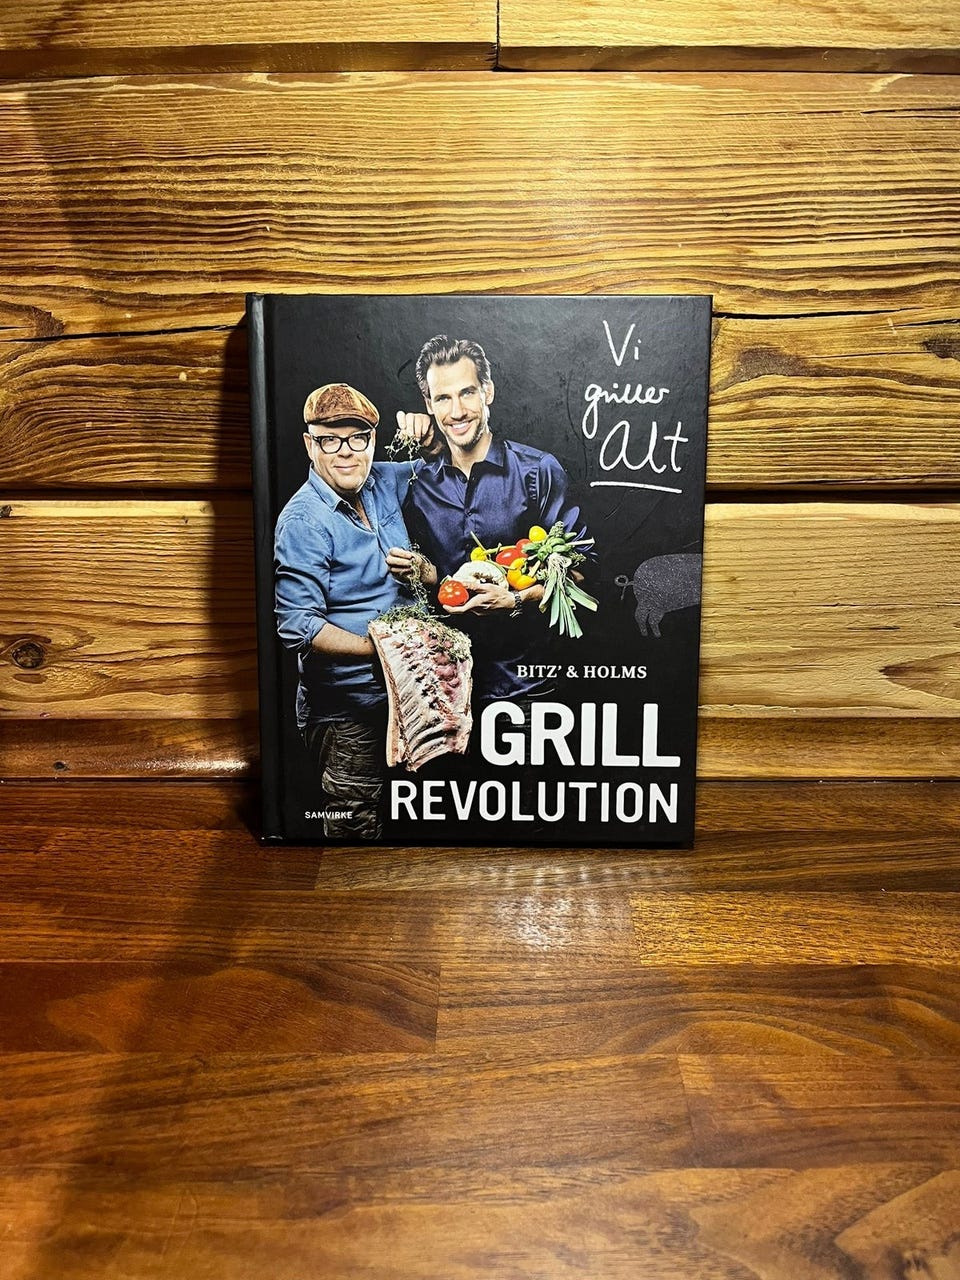 Vi
griller
Alt
BITZ' & HOLMS
GRILL
REVOLUTION
SAMVIRKE